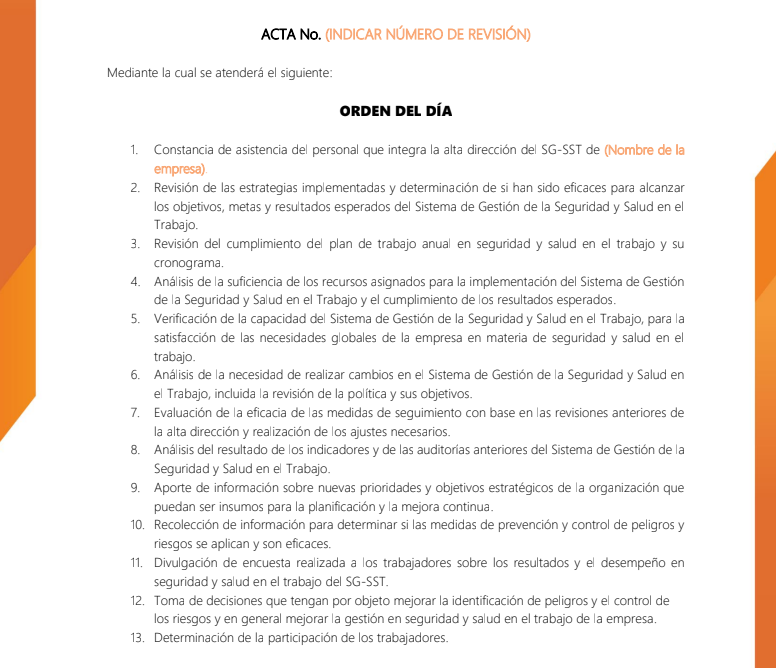 ACTA No. (INDICAR NÚMERO DE REVISIÓN)
Mediante la cual se atenderá el siguiente:
ORDEN DEL DÍA
1. Constancia de asistencia del personal que integra la alta dirección del SG-SST de (Nombre de la
empresa)
2. Revisión de las estrategias implementadas y determinación de si han sido eficaces para alcanzar
los objetivos, metas y resultados esperados del Sistema de Gestión de la Seguridad y Salud en el
Trabajo.
3. Revisión del cumplimiento del plan de trabajo anual en seguridad y salud en el trabajo y su
cronograma.
4. Análisis de la suficiencia de los recursos asignados para la implementación del Sistema de Gestión
de la Seguridad y Salud en el Trabajo y el cumplimiento de los resultados esperados.
5. Verificación de la capacidad del Sistema de Gestión de la Seguridad y Salud en el Trabajo, para la
satisfacción de las necesidades globales de la empresa en materia de seguridad y salud en el
trabajo.
6. Análisis de la necesidad de realizar cambios en el Sistema de Gestión de la Seguridad y Salud en
el Trabajo, incluida la revisión de la política y sus objetivos.
7. Evaluación de la eficacia de las medidas de seguimiento con base en las revisiones anteriores de
la alta dirección y realización de los ajustes necesarios.
8. Análisis del resultado de los indicadores y de las auditorías anteriores del Sistema de Gestión de la
Seguridad y Salud en el Trabajo.
9. Aporte de información sobre nuevas prioridades y objetivos estratégicos de la organización que
puedan ser insumos para la planificación y la mejora continua.
10. Recolección de información para determinar si las medidas de prevención y control de peligros y
riesgos se aplican y son eficaces.
11. Divulgación de encuesta realizada a los trabajadores sobre los resultados y el desempeño en
seguridad y salud en el trabajo del SG-SST.
12. Toma de decisiones que tengan por objeto mejorar la identificación de peligros y el control de
los riesgos y en general mejorar la gestión en seguridad y salud en el trabajo de la empresa.
13. Determinación de la participación de los trabajadores.